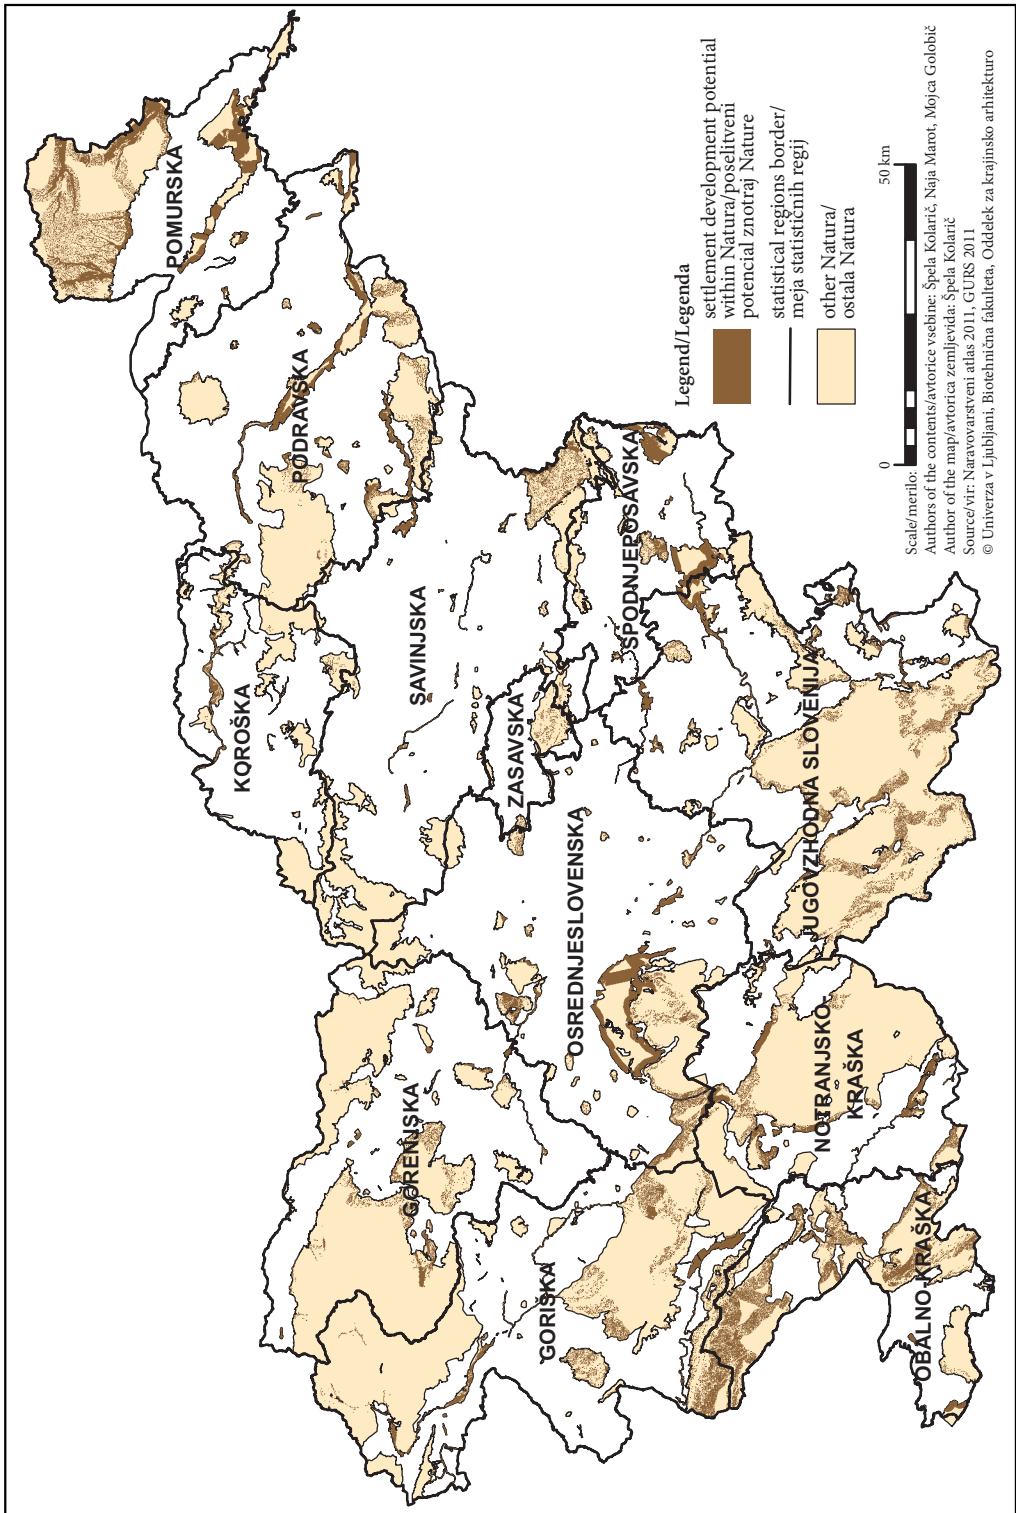 POMURSKA
PODRAVSKA
KOROŠKA
SAVINJSKA
ZASAVSKA
SPODNJEPOSAVSKA
GORENJSKA
OSREDNJESLOVENSKA
JUGOVZHODNA SLOVENIJA
GORIŠKA
NOTRANJSKO-
KRAŠKA
OBALNO-KRAŠKA
Legend/Legenda
settlement development potential
within Natura/poselitveni
potencial znotraj Nature
statistical regions border/
meja statističnih regij
other Natura/
ostala Natura
Scale/merilo:
0
50 km
Authors of the contents/avtorice vsebine: Špela Kolarič, Naja Marot, Mojca Golobič
Author of the map/avtorica zemljevida: Špela Kolarič
Source/vir: Naravovarstveni atlas 2011, GURS 2011
© Univerza v Ljubljani, Biotehnična fakulteta, Oddelek za krajinsko arhitekturo